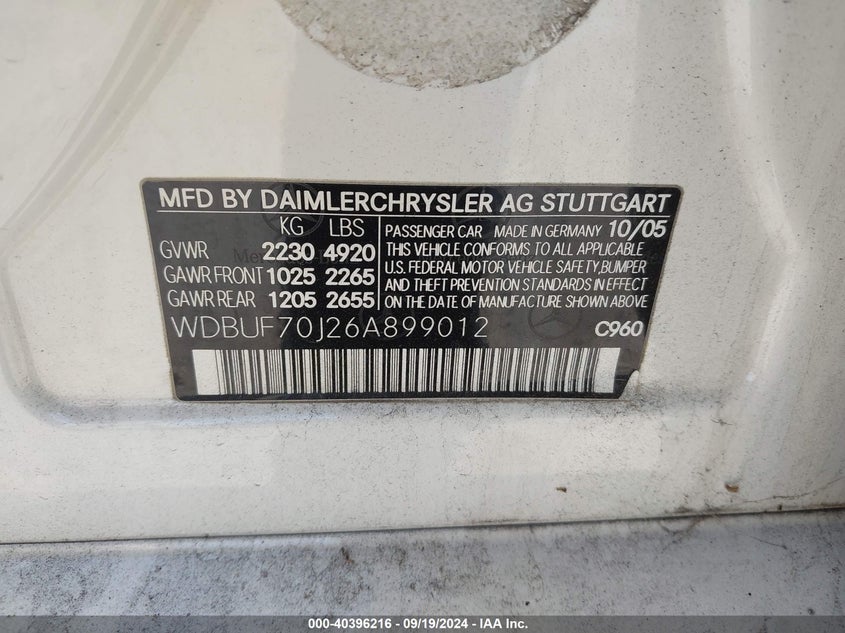 MFD BY DAIMLERCHRYSLER AG STUTTGART
KG LBS
GVWR 2230 4920
GAWR FRONT 1025 2265
GAWR REAR 1205 2655
PASSENGER CAR MADE IN GERMANY 10/05
THIS VEHICLE CONFORMS TO ALL APPLICABLE
U.S. FEDERAL MOTOR VEHICLE SAFETY,BUMPER
AND THEFT PREVENTION STANDARDS IN EFFECT
ON THE DATE OF MANUFACTURE SHOWN ABOVE
WDBUF70J26A899012
C960
000-40396216 - 09/19/2024 - © IAA Inc.